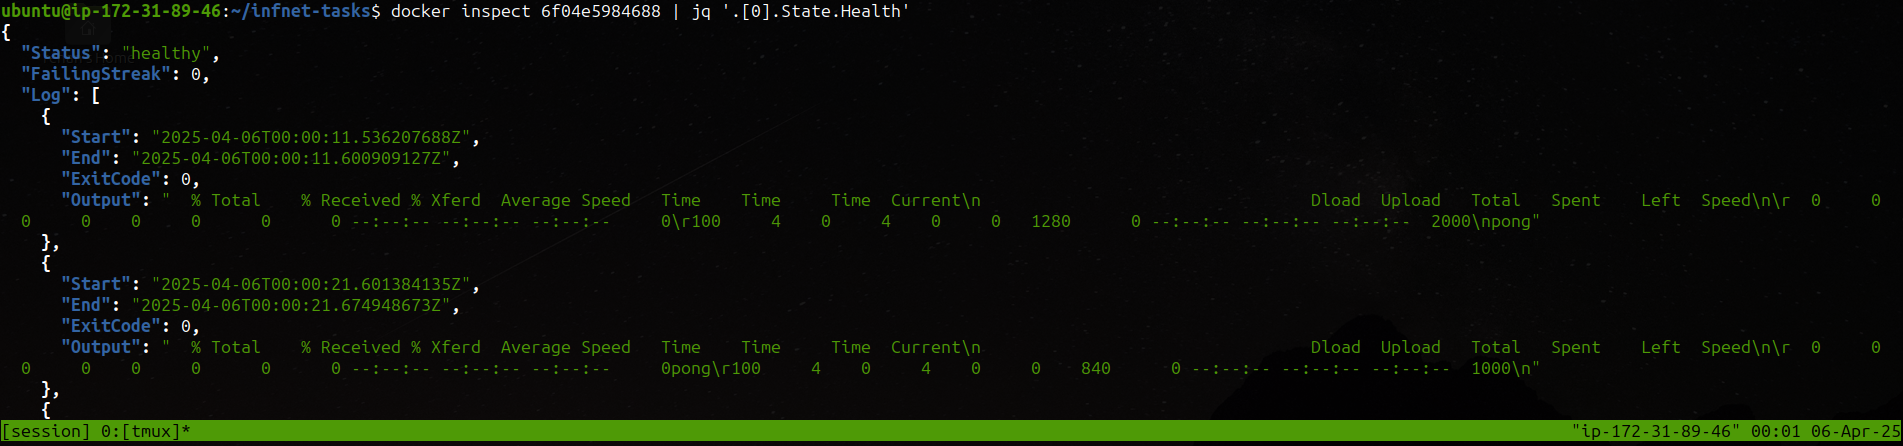 ubuntu@ip-172-31-89-46:~/infnet-tasks$ docker inspect 6f04e5984688 | jq '.[0].State.Health'
{
  "Status": "healthy",
  "FailingStreak": 0,
  "Log": [
    {
      "Start": "2025-04-06T00:00:11.536207688Z",
      "End": "2025-04-06T00:00:11.600909127Z",
      "ExitCode": 0,
      "Output": "  % Total    % Received % Xferd  Average Speed   Time    Time     Time  Current\n                                 Dload  Upload   Total   Spent    Left  Speed\n\r  0     0
  0     0    0     0      0      0 --:--:-- --:--:-- --:--:--     0\r100     4    0     4    0     0   1280      0 --:--:-- --:--:-- --:--:--  2000\npong"
    },
    {
      "Start": "2025-04-06T00:00:21.601384135Z",
      "End": "2025-04-06T00:00:21.674948673Z",
      "ExitCode": 0,
      "Output": "  % Total    % Received % Xferd  Average Speed   Time    Time     Time  Current\n                                 Dload  Upload   Total   Spent    Left  Speed\n\r  0     0
  0     0    0     0      0      0 --:--:-- --:--:-- --:--:--     0pong\r100     4    0     4    0     0    840      0 --:--:-- --:--:-- --:--:--  1000\n"
    },
    {
[session] 0:[tmux]* "ip-172-31-89-46" 00:01 06-Apr-25